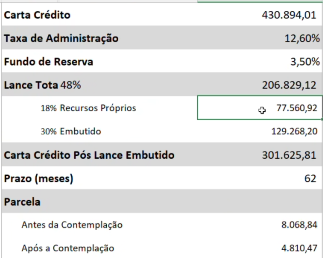 Carta Crédito 430.894,01
Taxa de Administração 12,60%
Fundo de Reserva 3,50%
Lance Tota 48% 206.829,12
18% Recursos Próprios 77.560,92
30% Embutido 129.268,20
Carta Crédito Pós Lance Embutido 301.625,81
Prazo (meses) 62
Parcela
Antes da Contemplação 8.068,84
Após a Contemplação 4.810,47